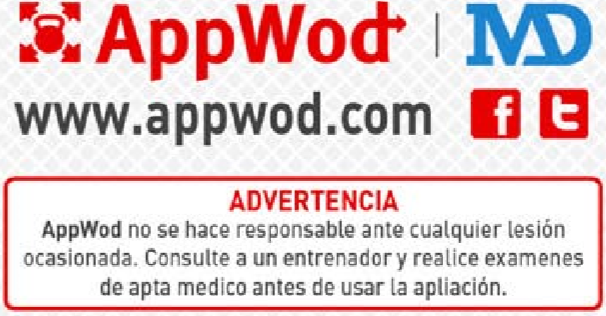 AppWod | MD
www.appwod.com f t
ADVERTENCIA
AppWod no se hace responsable ante cualquier lesión
ocasionada. Consulte a un entrenador y realice examenes
de apta medico antes de usar la apliación.